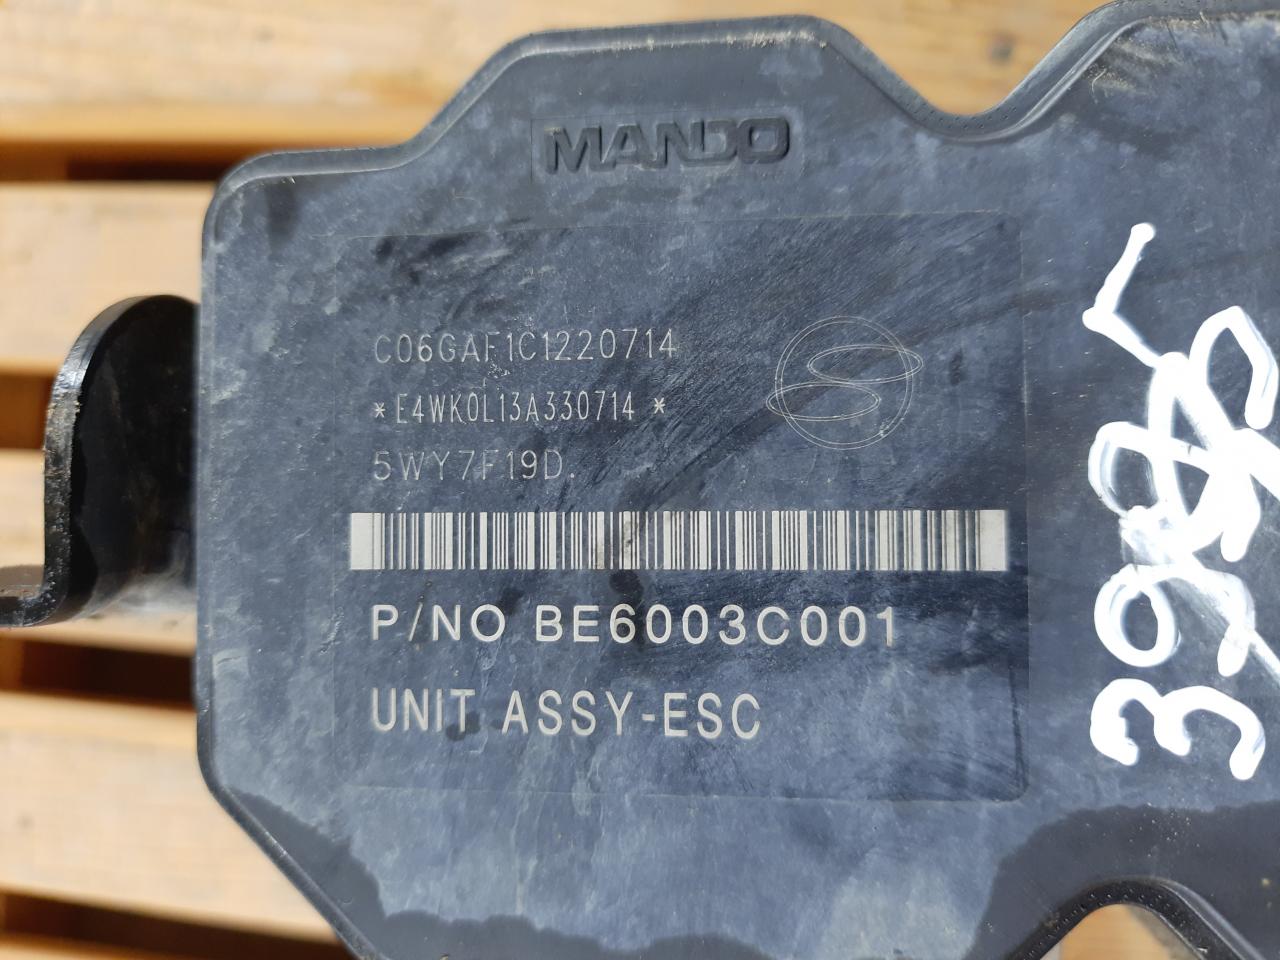 MANDO
C06GAF1C1220714
*E4WK0L13A330714 *
5WY7F19D.
P/NO BE6003C001
UNIT ASSY-ESC